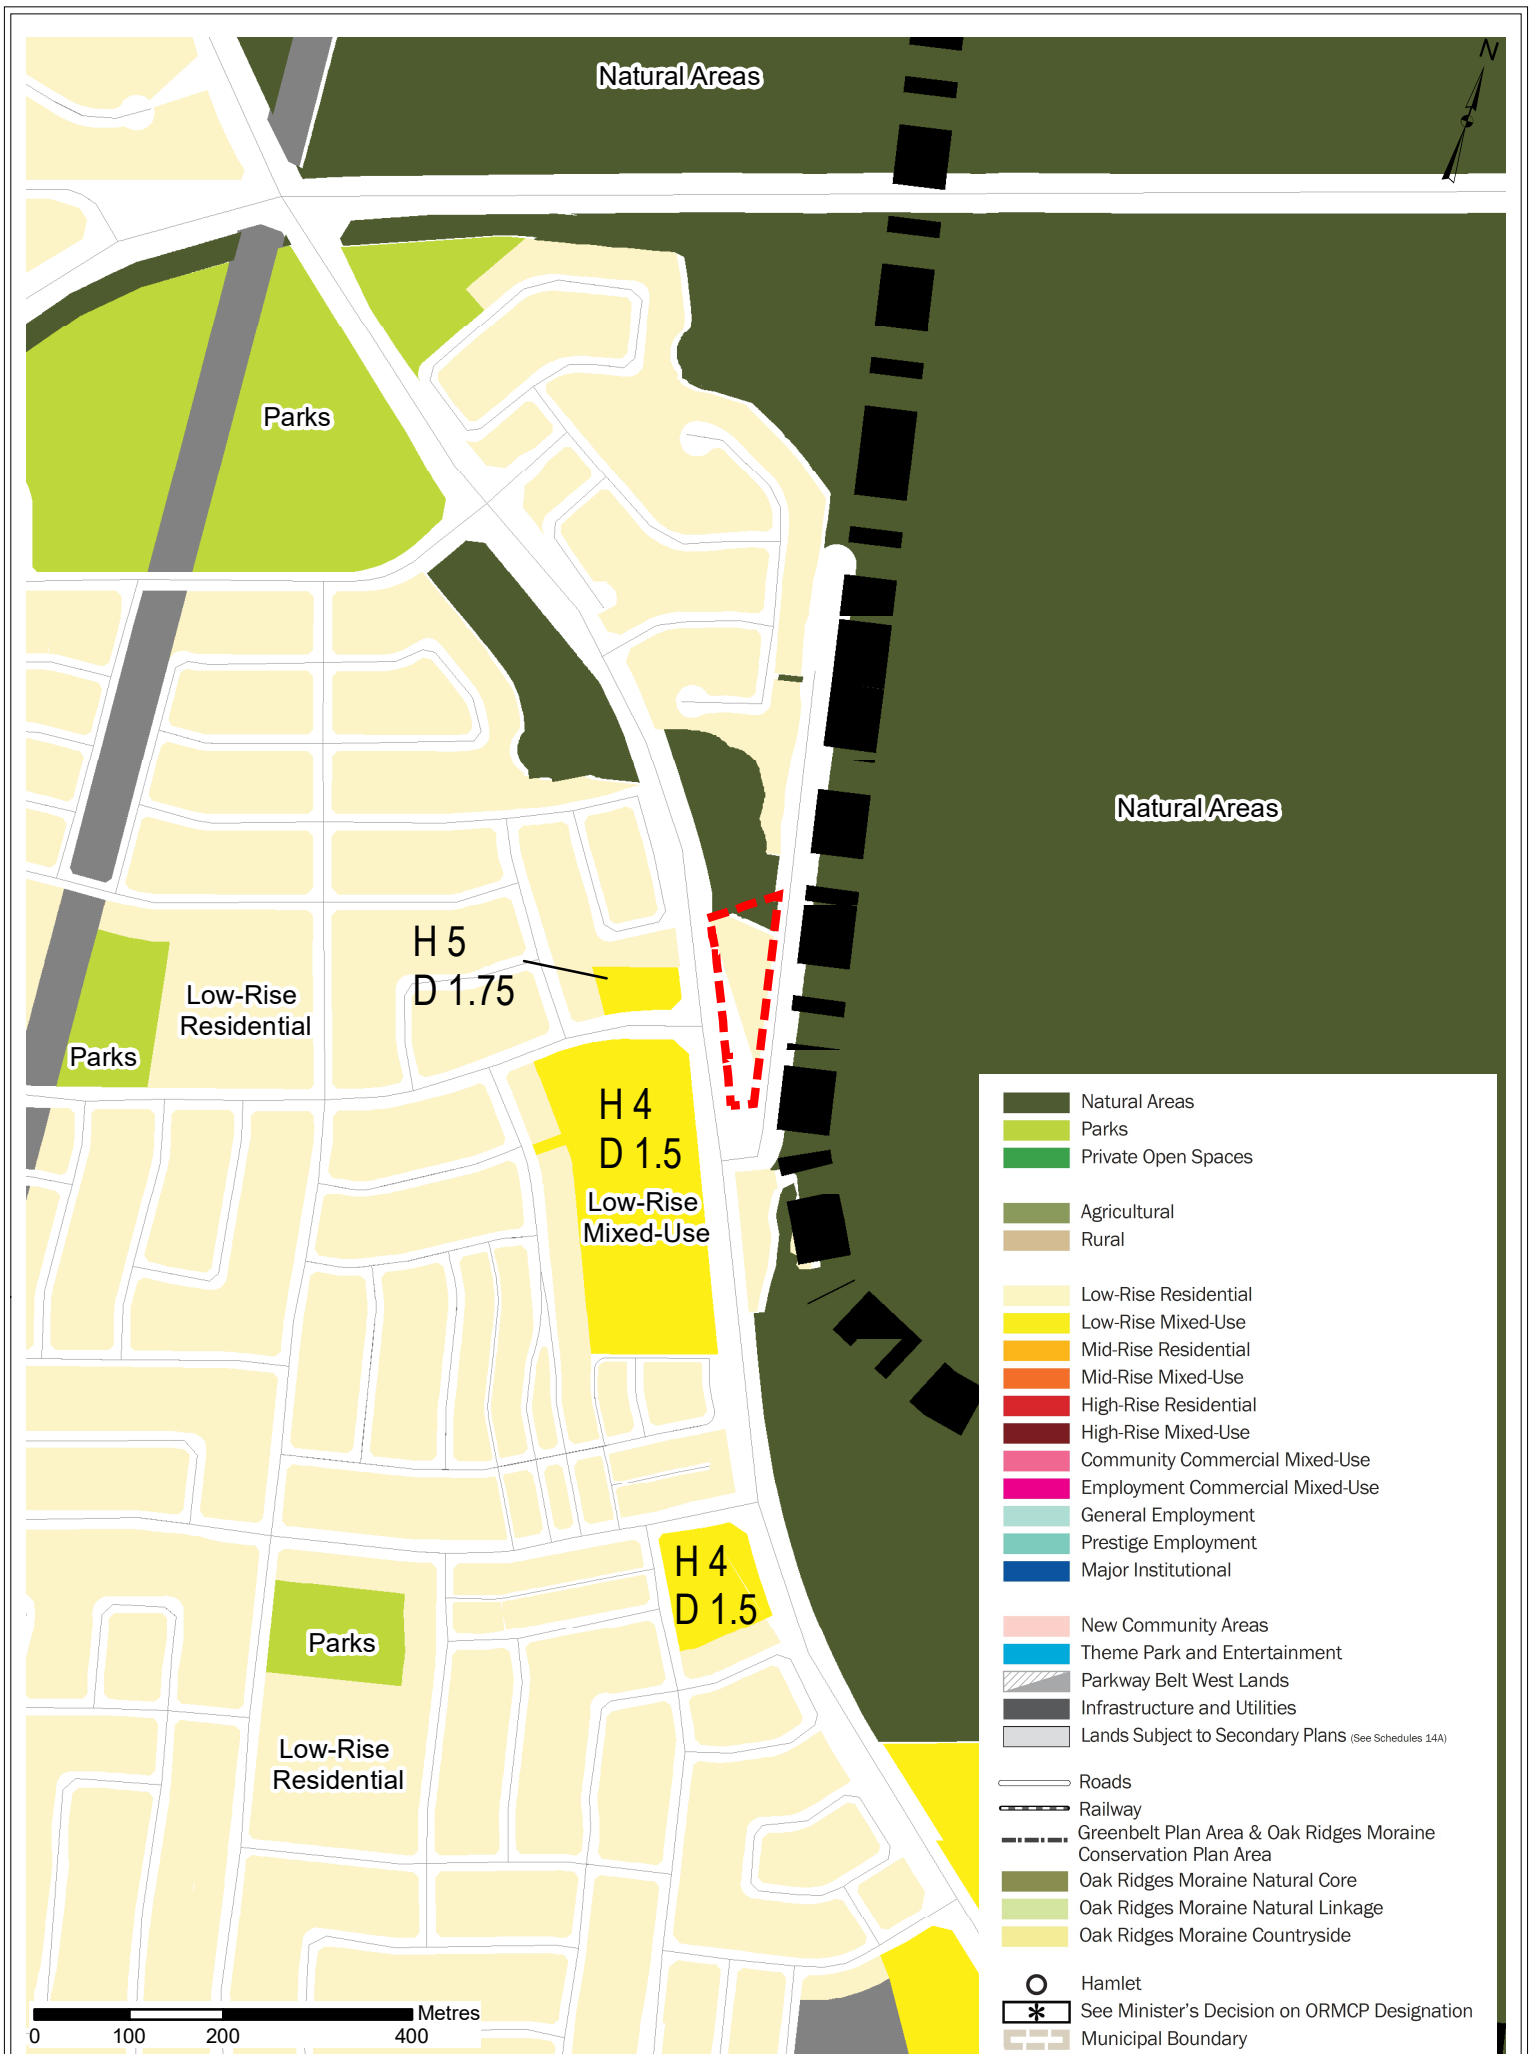 Natural Areas
N
Parks
Natural Areas
H 5
D 1.75
Low-Rise
Residential
Parks
H 4
D 1.5
Low-Rise
Mixed-Use
H 4
D 1.5
Parks
Low-Rise
Residential
Metres
0 100 200 400
Natural Areas
Parks
Private Open Spaces
Agricultural
Rural
Low-Rise Residential
Low-Rise Mixed-Use
Mid-Rise Residential
Mid-Rise Mixed-Use
High-Rise Residential
High-Rise Mixed-Use
Community Commercial Mixed-Use
Employment Commercial Mixed-Use
General Employment
Prestige Employment
Major Institutional
New Community Areas
Theme Park and Entertainment
Parkway Belt West Lands
Infrastructure and Utilities
Lands Subject to Secondary Plans (See Schedules 14A)
Roads
Railway
Greenbelt Plan Area & Oak Ridges Moraine
Conservation Plan Area
Oak Ridges Moraine Natural Core
Oak Ridges Moraine Natural Linkage
Oak Ridges Moraine Countryside
Hamlet
See Minister's Decision on ORMCP Designation
Municipal Boundary